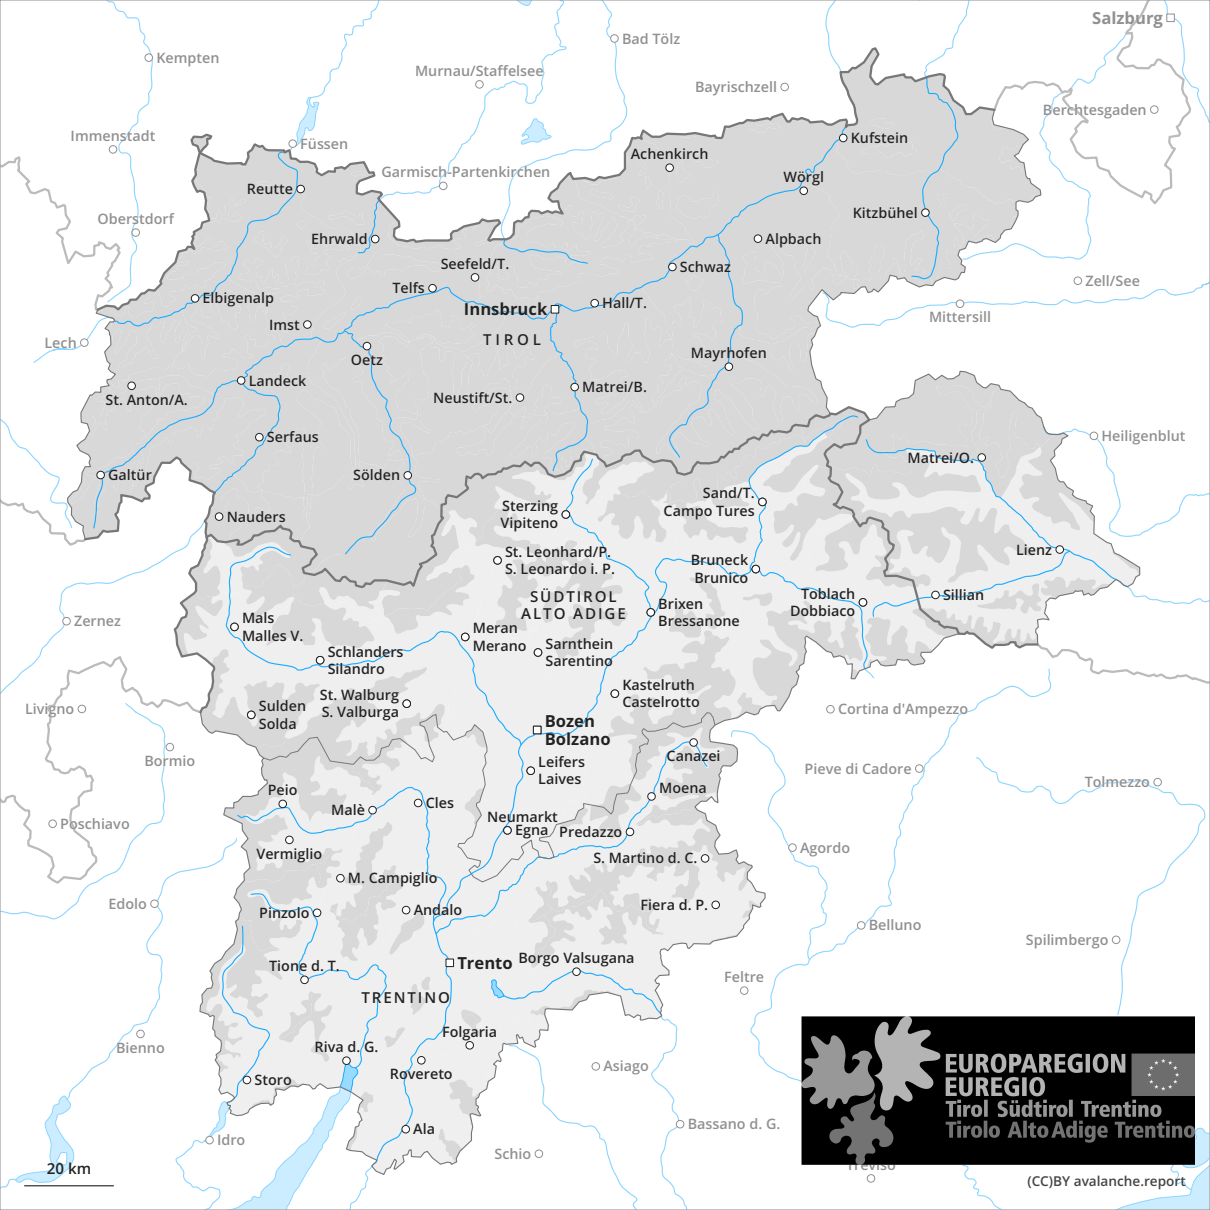 Salzburg
Bad Tölz
Kempten
Murnau/Staffelsee
Bayrischzell
Berchtesgaden
Immenstadt
Füssen
Kufstein
Achenkirch
Garmisch-Partenkirchen
Wörgl
Reutte
Kitzbühel
Oberstdorf
Ehrwald
Alpbach
Seefeld/T.
Schwaz
Zell/See
Telfs
Elbigenalp
Hall/T.
Innsbruck
Mittersill
Imst
TIROL
Lech
Mayrhofen
Oetz
Landeck
Matrei/B.
St. Anton/A.
Neustift/St.
Serfaus
Heiligenblut
Matrei/O.
Galtür
Sölden
Sand/T.
Campo Tures
Sterzing
Vipiteno
Nauders
St. Leonhard/P.
S. Leonardo i. P.
Lienz
Bruneck
Brunico
SÜDTIROL
ALTO ADIGE
Toblach
Dobbiaco
Sillian
Brixen
Bressanone
Zernez
Mals
Malles V.
Meran
Merano
Sarnthein
Sarentino
Schlanders
Silandro
Kastelruth
Castelrotto
St. Walburg
S. Valburga
Sulden
Solda
Livigno
Cortina d'Ampezzo
Bozen
Bolzano
Bormio
Canazei
Leifers
Laives
Pieve di Cadore
Tolmezzo
Peio
Moena
Malè
Cles
Neumarkt
Egna
Predazzo
Poschiavo
Vermiglio
Agordo
S. Martino d. C.
M. Campiglio
Edolo
Pinzolo
Andalo
Fiera d. P.
Belluno
Spilimbergo
Borgo Valsugana
Trento
Tione d. T.
Feltre
TRENTINO
Folgaria
Bienno
Riva d. G.
Asiago
Rovereto
Storo
EUROPAREGION
EUREGIO
Tirol Südtirol Trentino
Tirolo Alto Adige Trentino
Bassano d. G.
Ala
Idro
Schio
Treviso
20 km
(CC)BY avalanche.report